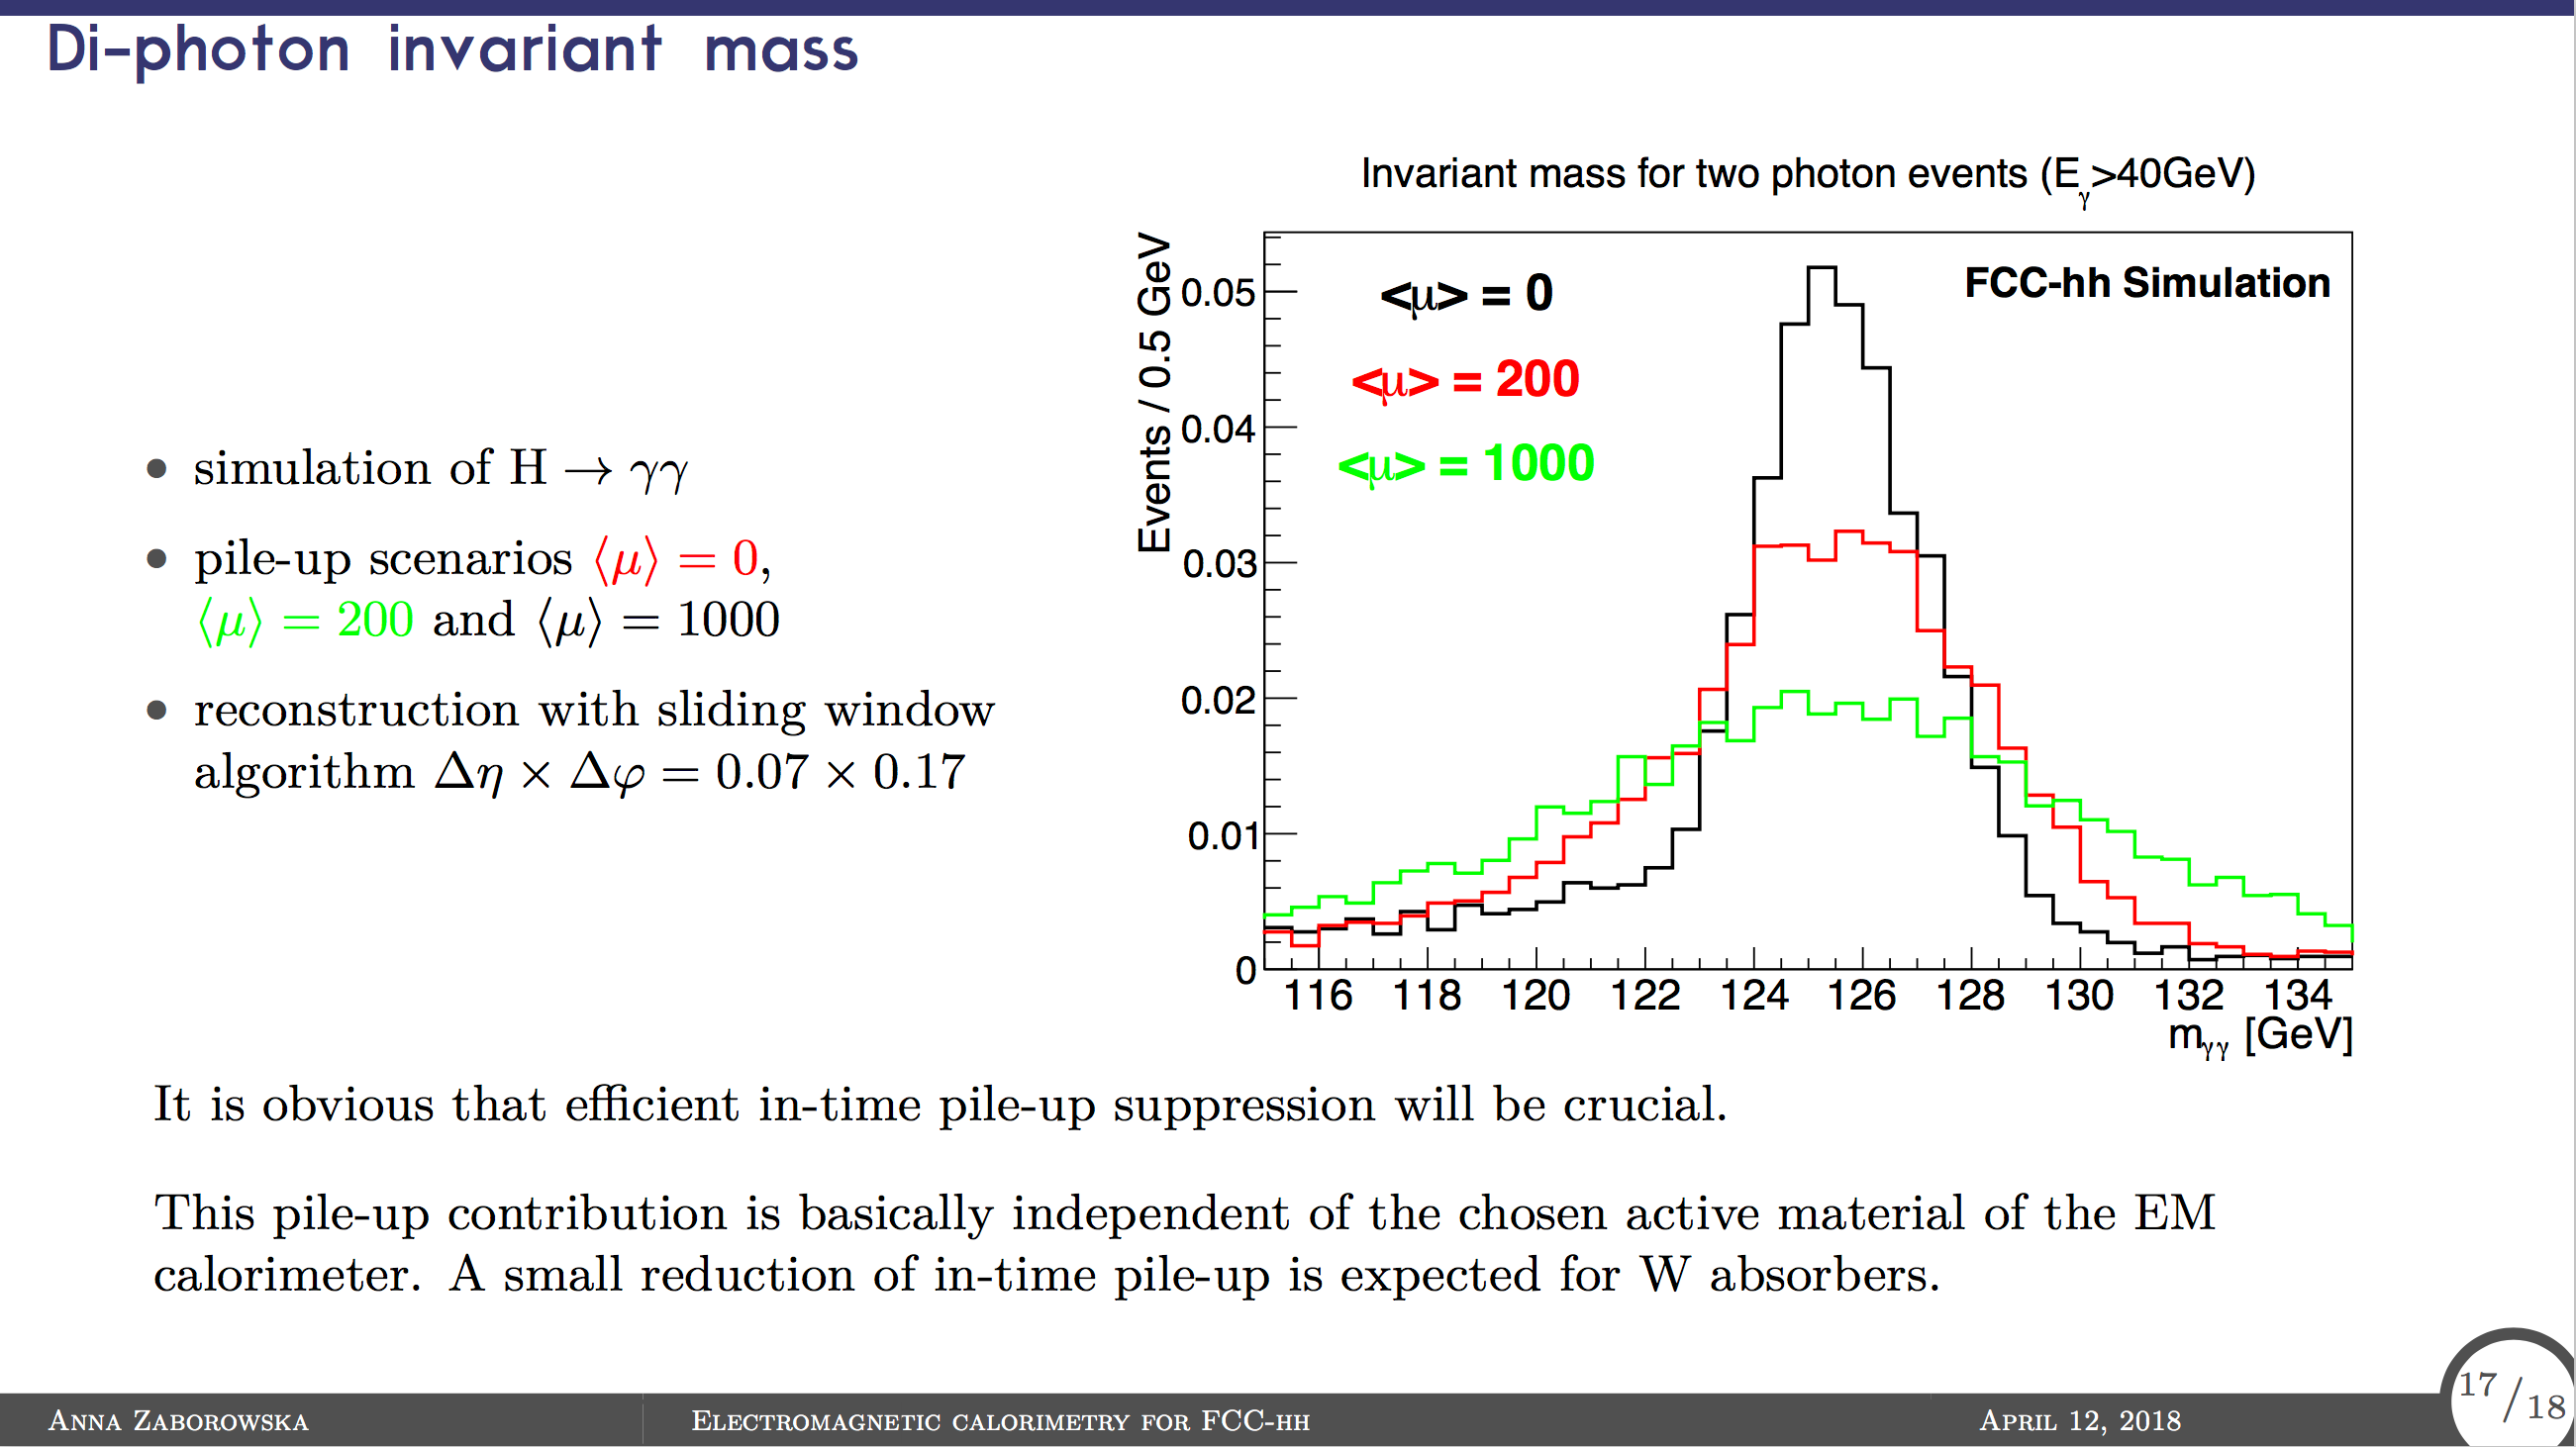 Di-photon invariant mass
• simulation of H → γγ
• pile-up scenarios ⟨μ⟩ = 0,
⟨μ⟩ = 200 and ⟨μ⟩ = 1000
• reconstruction with sliding window
algorithm Δη × Δφ = 0.07 × 0.17
Invariant mass for two photon events (Eγ>40GeV)
Events / 0.5 GeV
<μ> = 0
<μ> = 200
<μ> = 1000
FCC-hh Simulation
0.05
0.04
0.03
0.02
0.01
0
116 118 120 122 124 126 128 130 132 134
mγγ [GeV]
It is obvious that efficient in-time pile-up suppression will be crucial.
This pile-up contribution is basically independent of the chosen active material of the EM
calorimeter. A small reduction of in-time pile-up is expected for W absorbers.
Anna Zaborowska Electromagnetic calorimetry for FCC-hh April 12, 2018 17/18